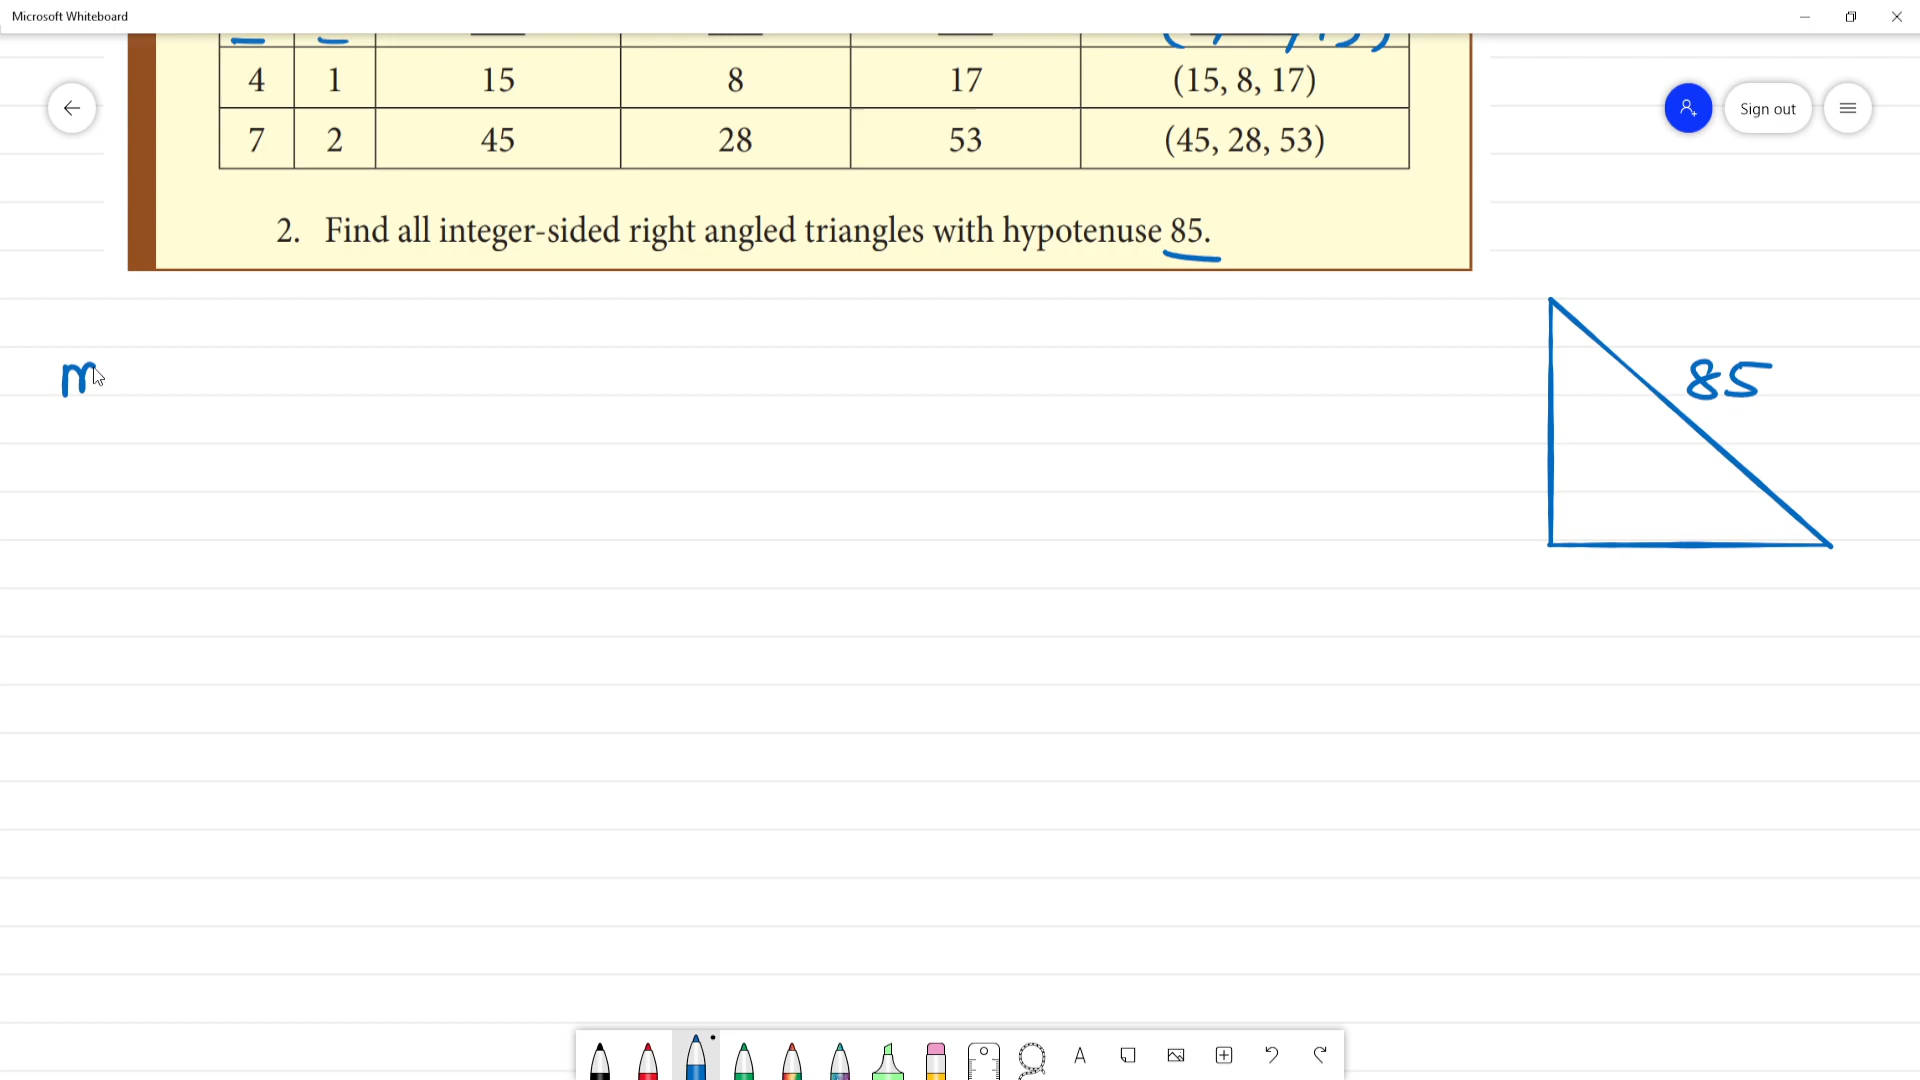 Microsoft Whiteboard
4 1 15 8 17 (15, 8, 17)
Sign out
7 2 45 28 53 (45, 28, 53)
2. Find all integer-sided right angled triangles with hypotenuse 85.
m
85
A